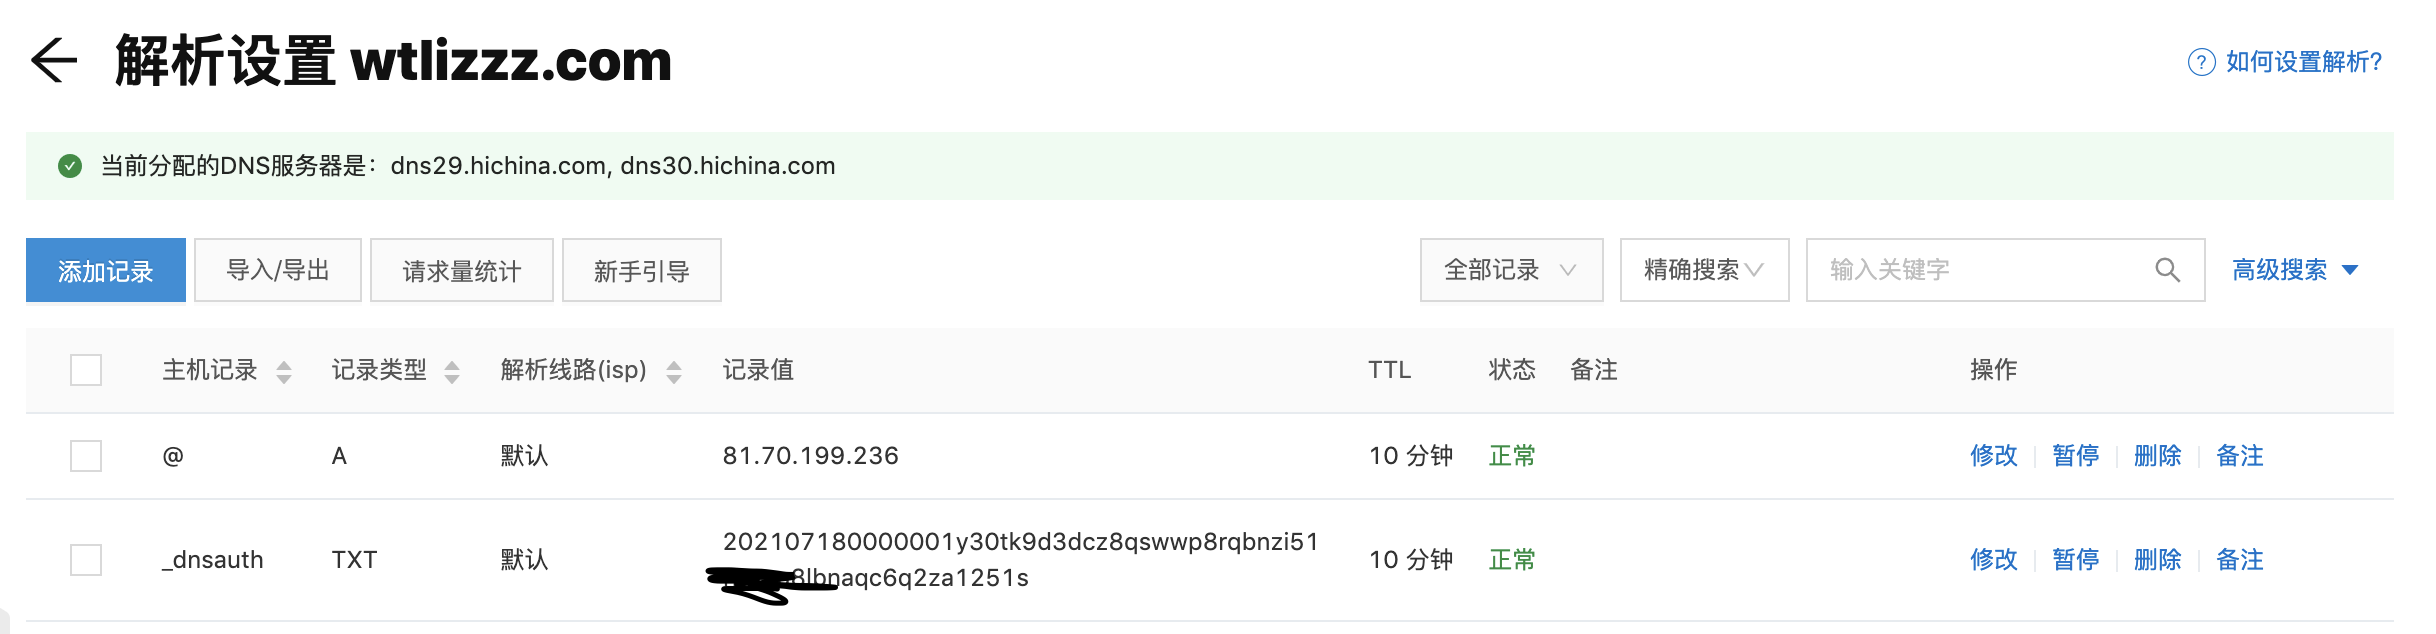 解析设置 wtlizzz.com
如何设置解析?
当前分配的DNS服务器是：dns29.hichina.com, dns30.hichina.com
添加记录 导入/导出 请求量统计 新手引导 全部记录 精确搜索 输入关键字 高级搜索
主机记录 记录类型 解析线路(isp) 记录值 TTL 状态 备注 操作
@ A 默认 81.70.199.236 10 分钟 正常 修改 暂停 删除 备注
_dnsauth TXT 默认 202107180000001y30tk9d3dcz8qswwp8rqbnzi51 10 分钟 正常 修改 暂停 删除 备注
8lbnaqc6q2za1251s